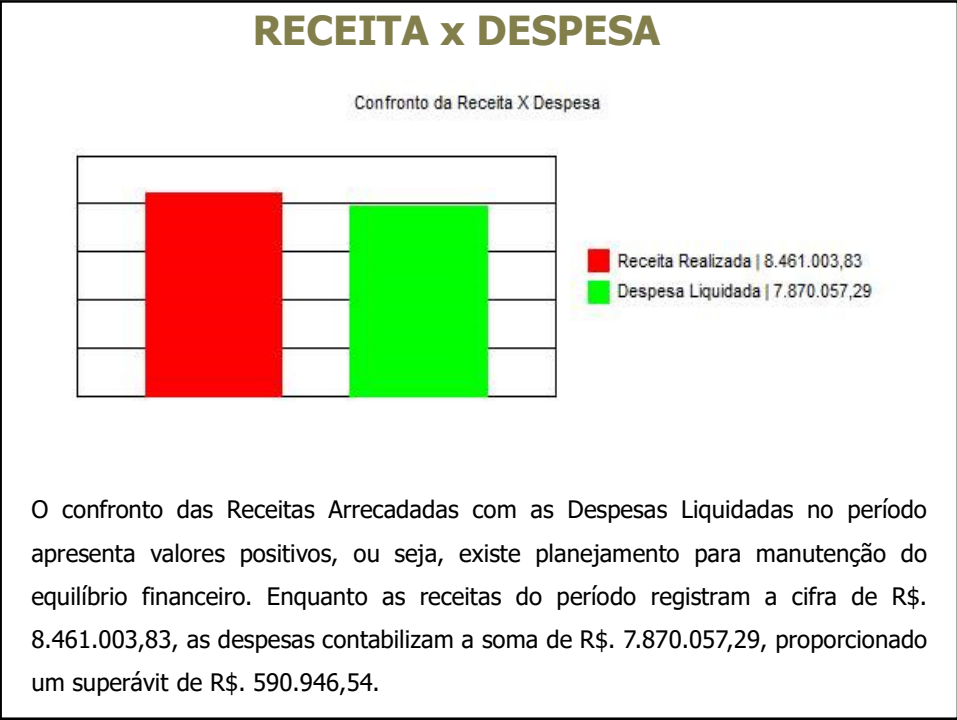 RECEITA x DESPESA
Confronto da Receita X Despesa
Receita Realizada | 8.461.003,83
Despesa Liquidada | 7.870.057,29
O confronto das Receitas Arrecadadas com as Despesas Liquidadas no período
apresenta valores positivos, ou seja, existe planejamento para manutenção do
equilíbrio financeiro. Enquanto as receitas do período registram a cifra de R$.
8.461.003,83, as despesas contabilizam a soma de R$. 7.870.057,29, proporcionado
um superávit de R$. 590.946,54.